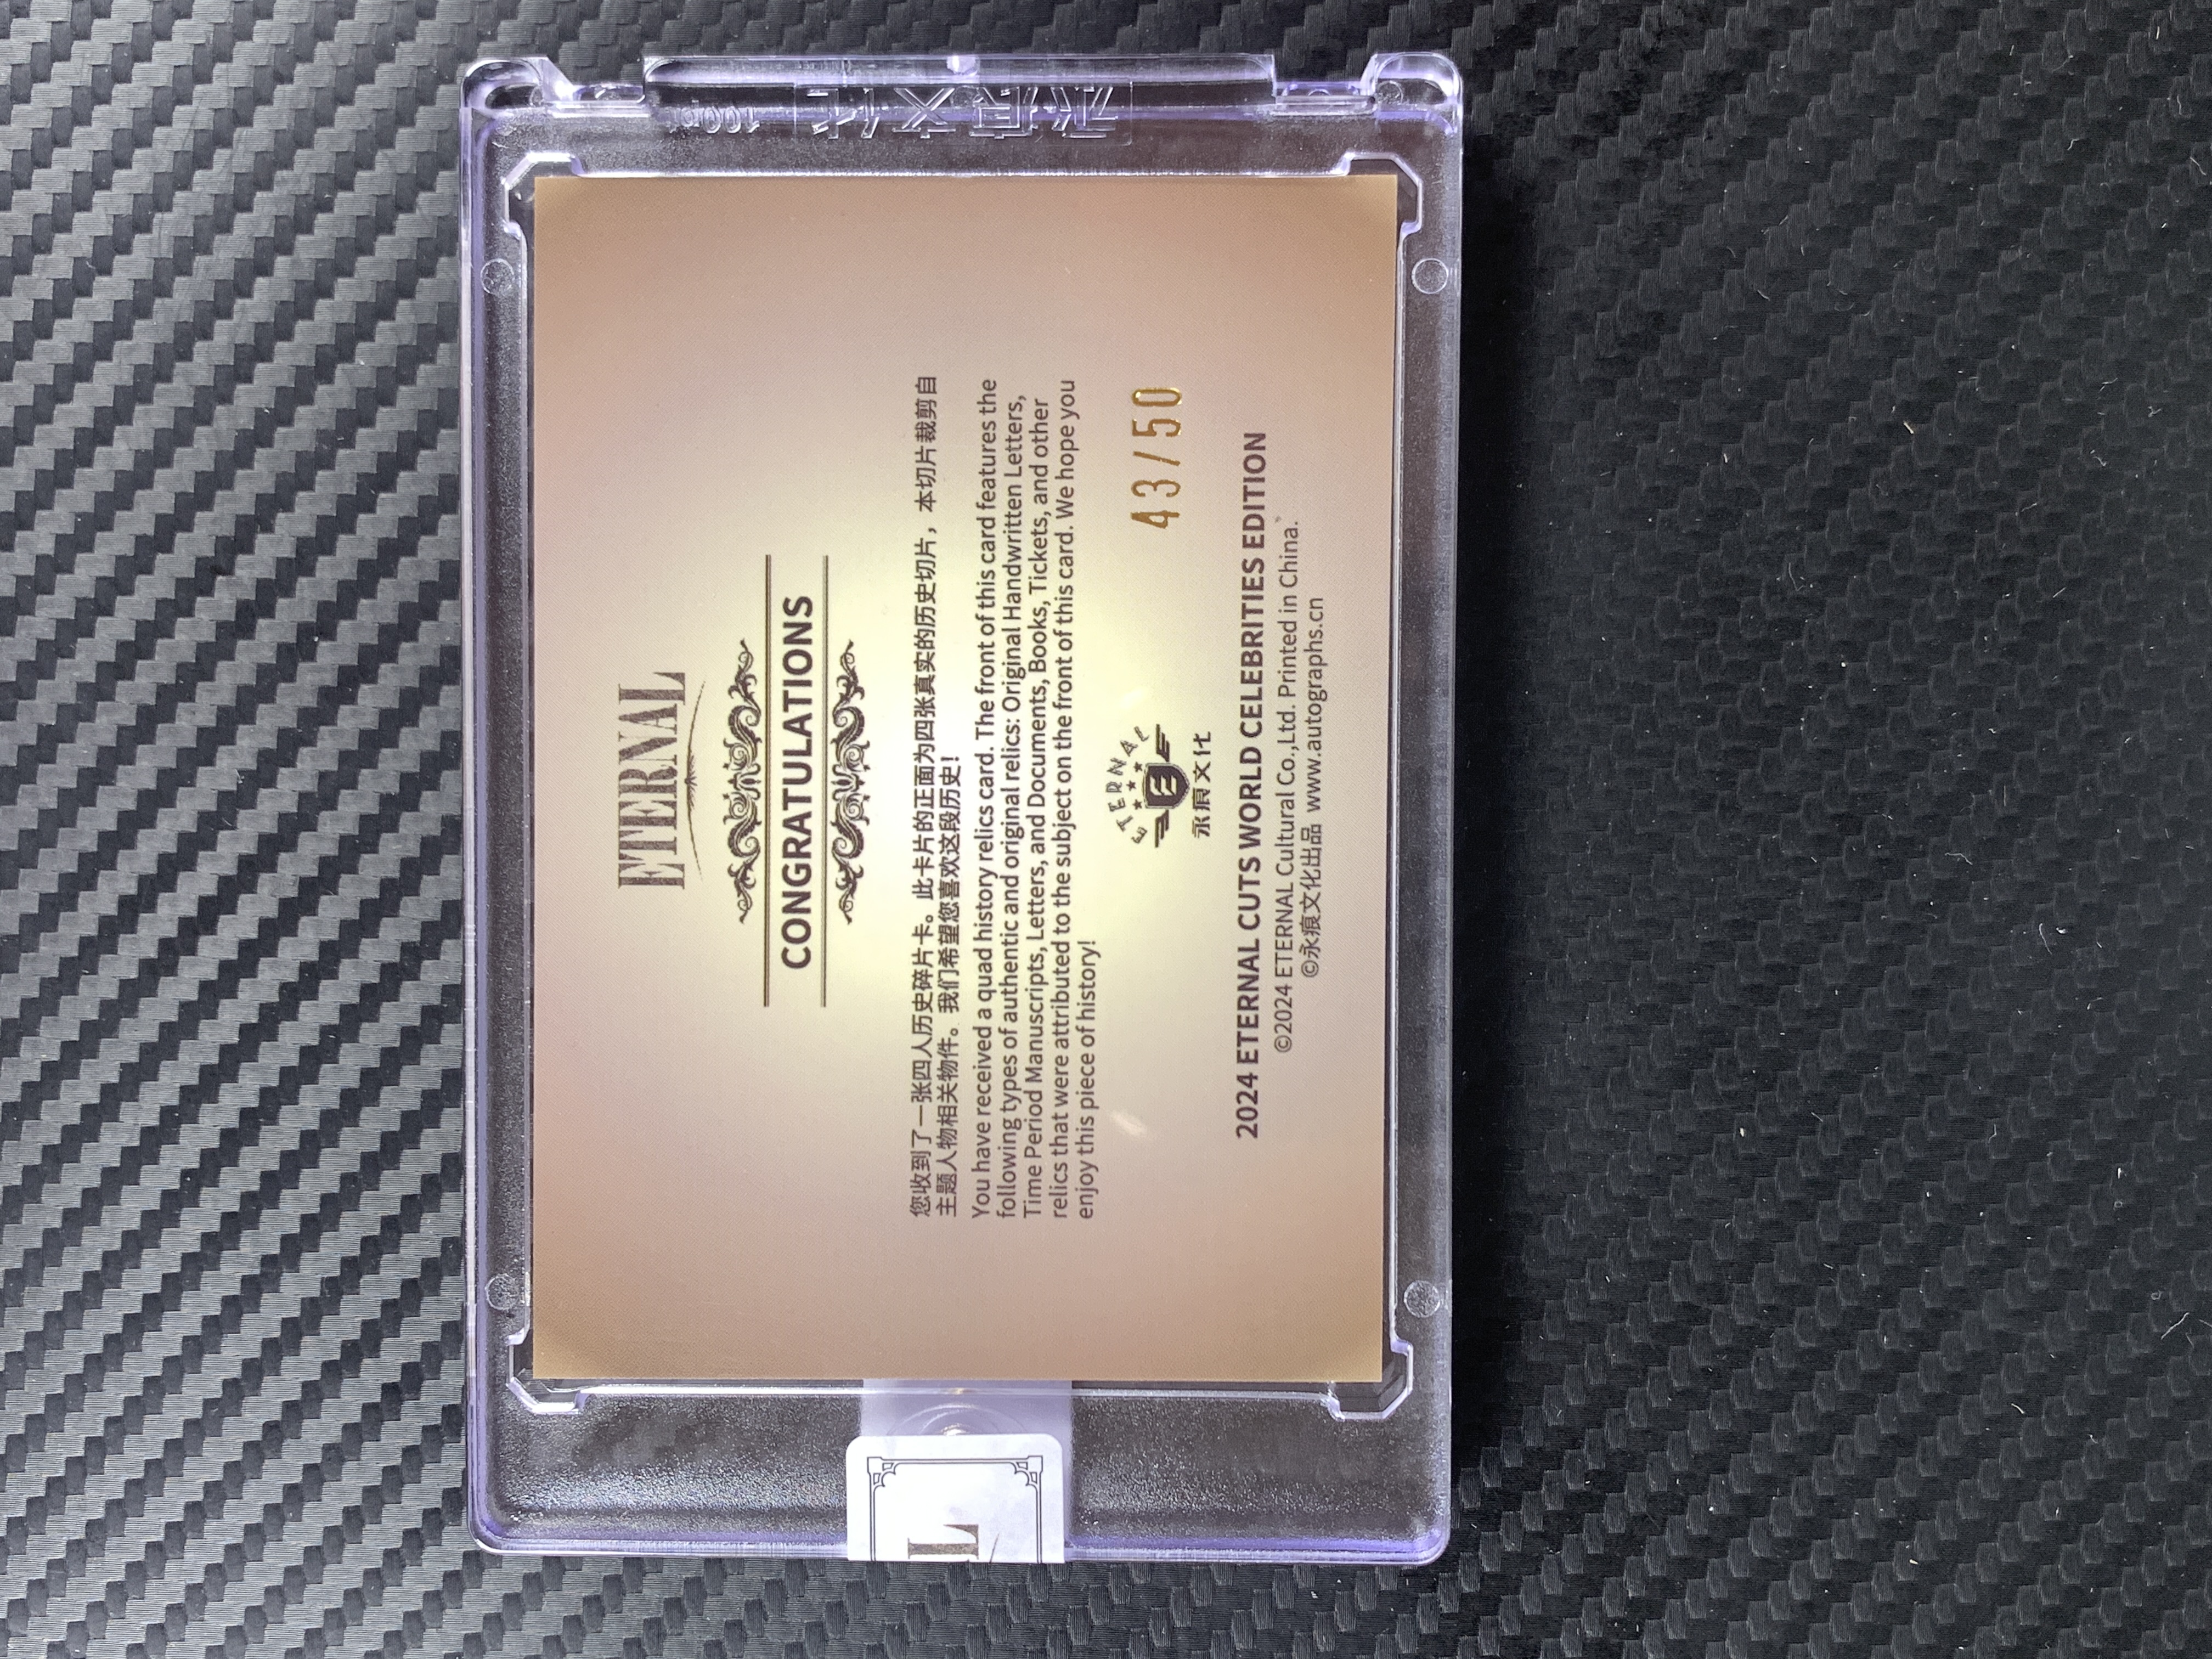 ETERNAL
CONGRATULATIONS
您收到了一张四人历史碎片卡。此卡片的正面为四张真实的历史切片，本切片裁剪自
主题人物相关物件。我们希望您喜欢这段历史！
You have received a quad history relics card. The front of this card features the
following types of authentic and original relics: Original Handwritten Letters,
Time Period Manuscripts, Letters, and Documents, Books, Tickets, and other
relics that were attributed to the subject on the front of this card. We hope you
enjoy this piece of history!
43/50
ETERNAL
E
永痕文化
2024 ETERNAL CUTS WORLD CELEBRITIES EDITION
©2024 ETERNAL Cultural Co.,Ltd. Printed in China.
©永痕文化出品 www.autographs.cn
永痕文化
100pt
L